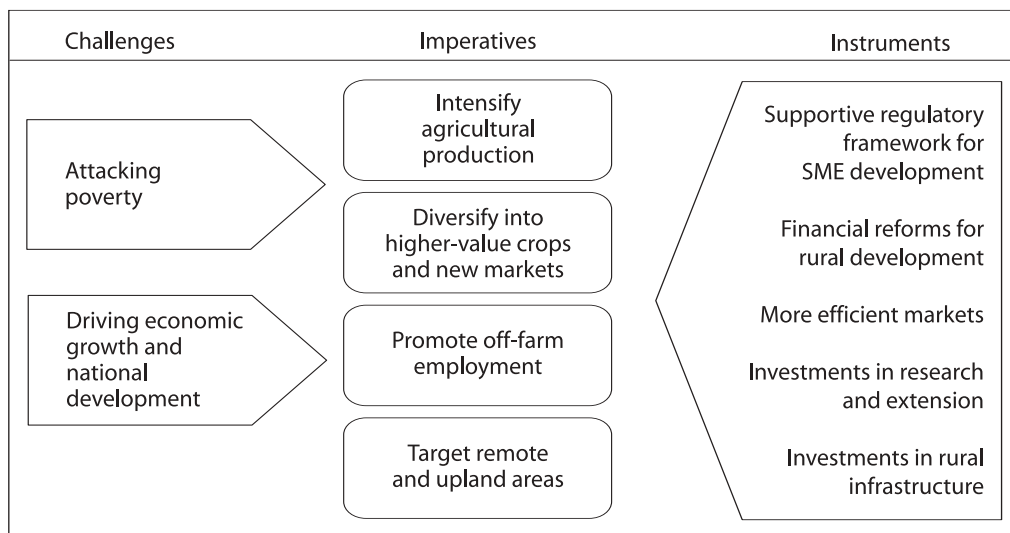 Challenges
Imperatives
Instruments
Attacking
poverty
Driving economic
growth and
national
development
Intensify
agricultural
production
Diversify into
higher-value crops
and new markets
Promote off-farm
employment
Target remote
and upland areas
Supportive regulatory
framework for
SME development
Financial reforms for
rural development
More efficient markets
Investments in research
and extension
Investments in rural
infrastructure